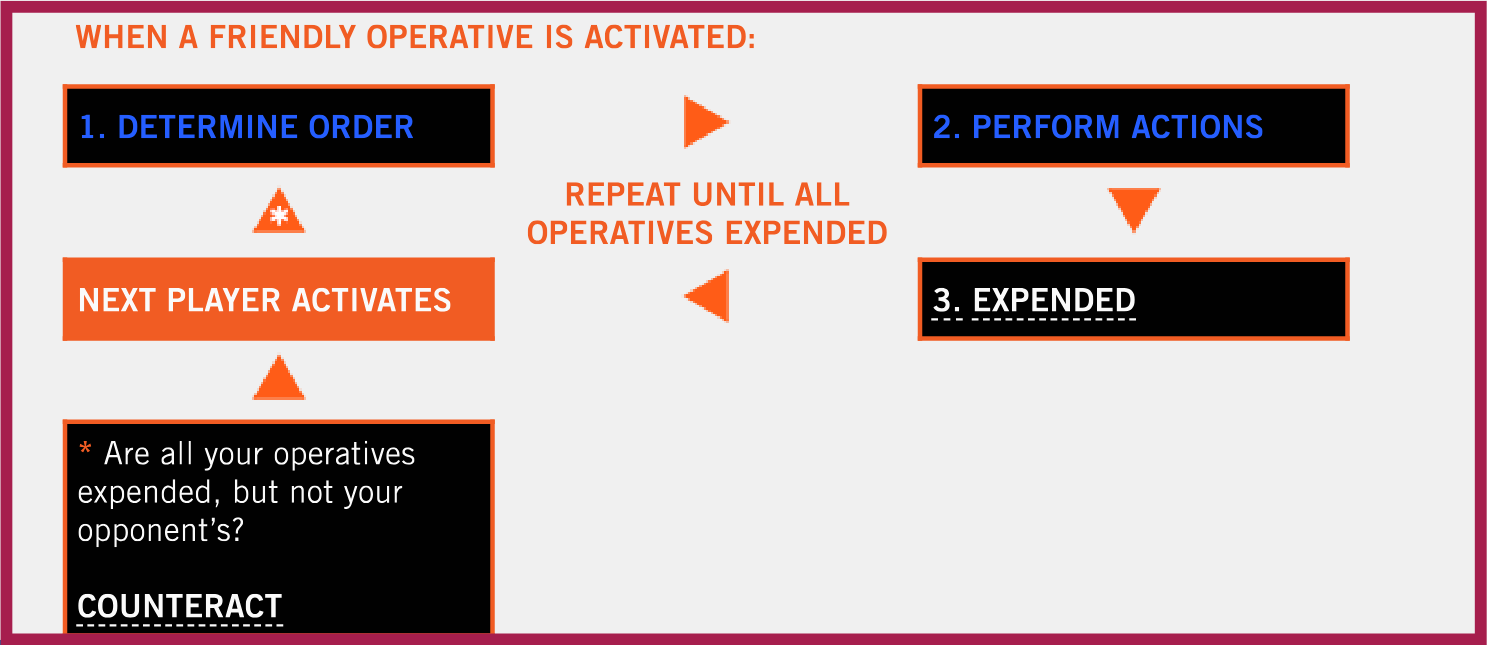 WHEN A FRIENDLY OPERATIVE IS ACTIVATED:
1. DETERMINE ORDER
2. PERFORM ACTIONS
*
REPEAT UNTIL ALL
OPERATIVES EXPENDED
NEXT PLAYER ACTIVATES
3. EXPENDED
* Are all your operatives
expended, but not your
opponent’s?
COUNTERACT